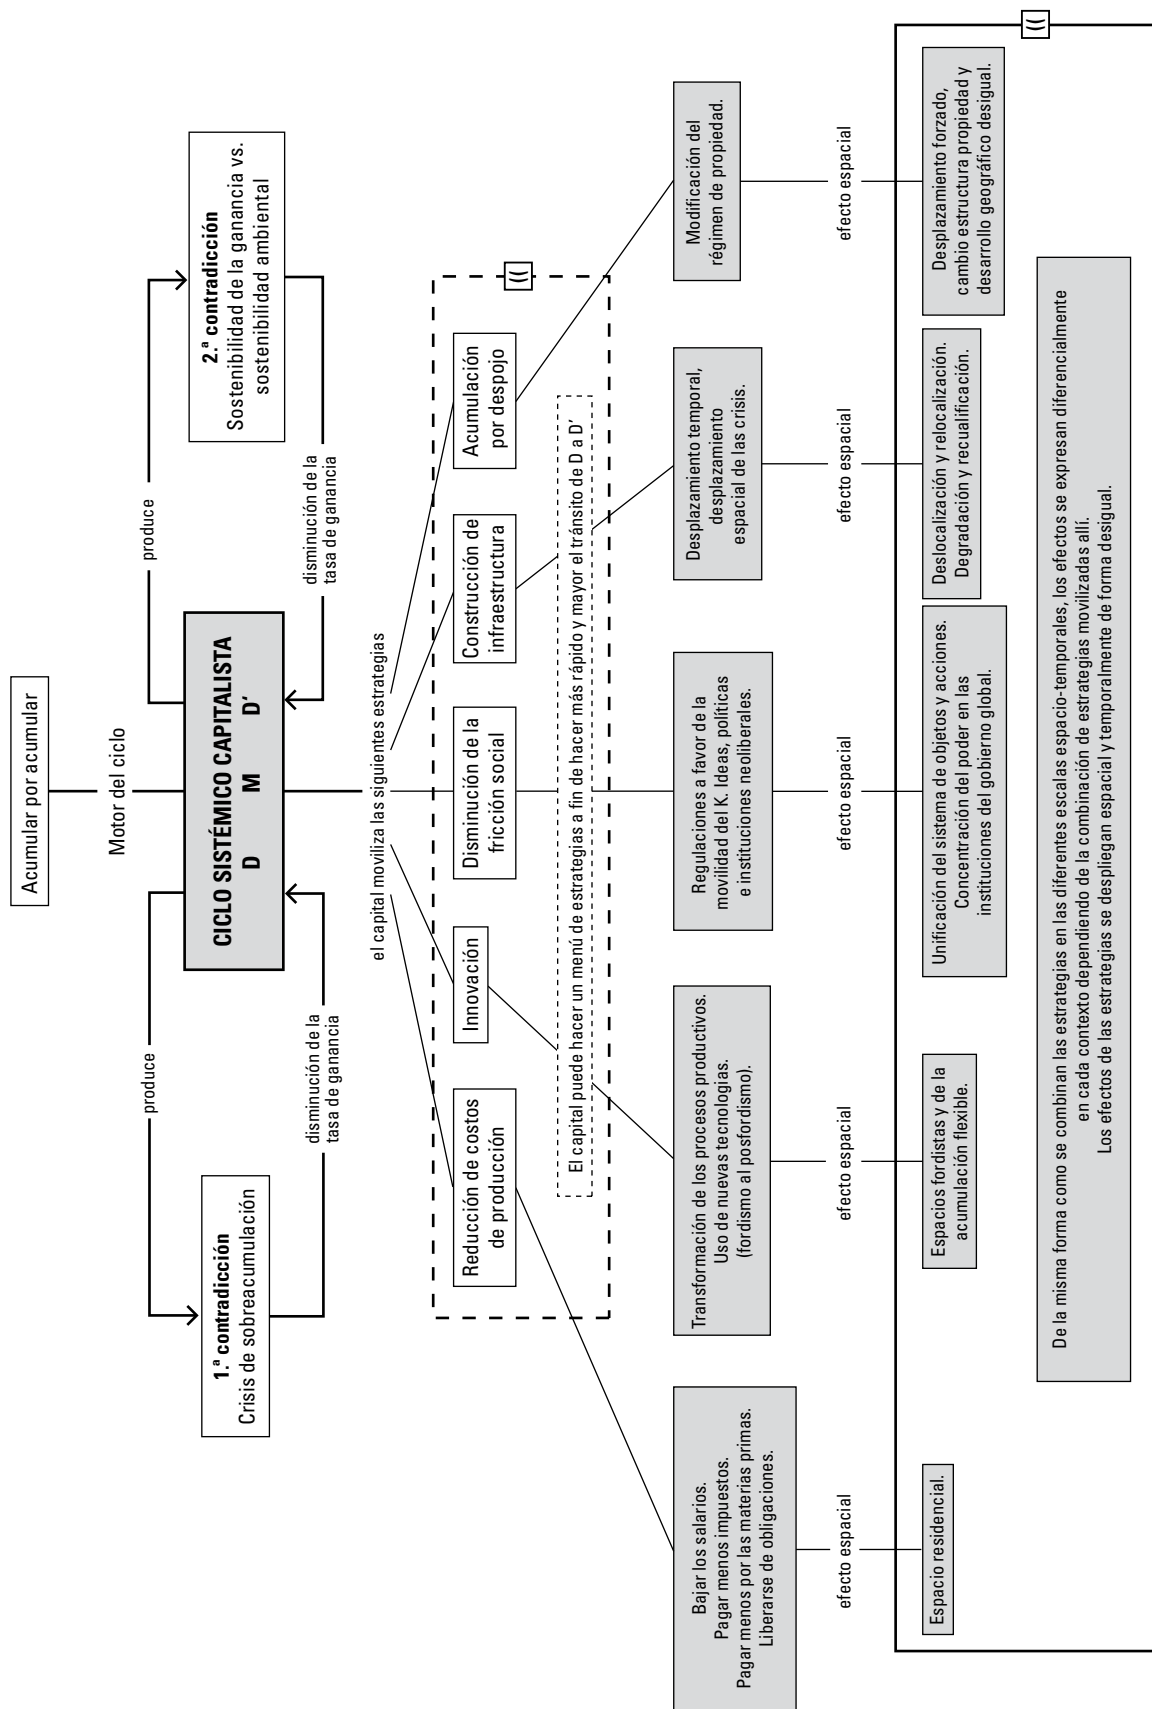 Acumular por acumular
Motor del ciclo
CICLO SISTÉMICO CAPITALISTA
D M D’
produce
1.ª contradicción
Crisis de sobreacumulación
disminución de la
tasa de ganancia
produce
2.ª contradicción
Sostenibilidad de la ganancia vs.
sostenibilidad ambiental
disminución de la
tasa de ganancia
el capital moviliza las siguientes estrategias
Reducción de costos
de producción
Innovación
Disminución de la
fricción social
Construcción de
infraestructura
Acumulación
por despojo
El capital puede hacer un menú de estrategias a fin de hacer más rápido y mayor el tránsito de D a D’
Bajar los salarios.
Pagar menos impuestos.
Pagar menos por las materias primas.
Liberarse de obligaciones.
Transformación de los procesos productivos.
Uso de nuevas tecnologías.
(fordismo al posfordismo).
Regulaciones a favor de la
movilidad del K. Ideas, políticas
e instituciones neoliberales.
Desplazamiento temporal,
desplazamiento
espacial de las crisis.
Modificación del
régimen de propiedad.
efecto espacial
efecto espacial
efecto espacial
efecto espacial
efecto espacial
Espacio residencial.
Espacios fordistas y de la
acumulación flexible.
Unificación del sistema de objetos y acciones.
Concentración del poder en las
instituciones del gobierno global.
Deslocalización y relocalización.
Degradación y recualificación.
Desplazamiento forzado,
cambio estructura propiedad y
desarrollo geográfico desigual.
De la misma forma como se combinan las estrategias en las diferentes escalas espacio-temporales, los efectos se expresan diferencialmente
en cada contexto dependiendo de la combinación de estrategias movilizadas allí.
Los efectos de las estrategias se despliegan espacial y temporalmente de forma desigual.